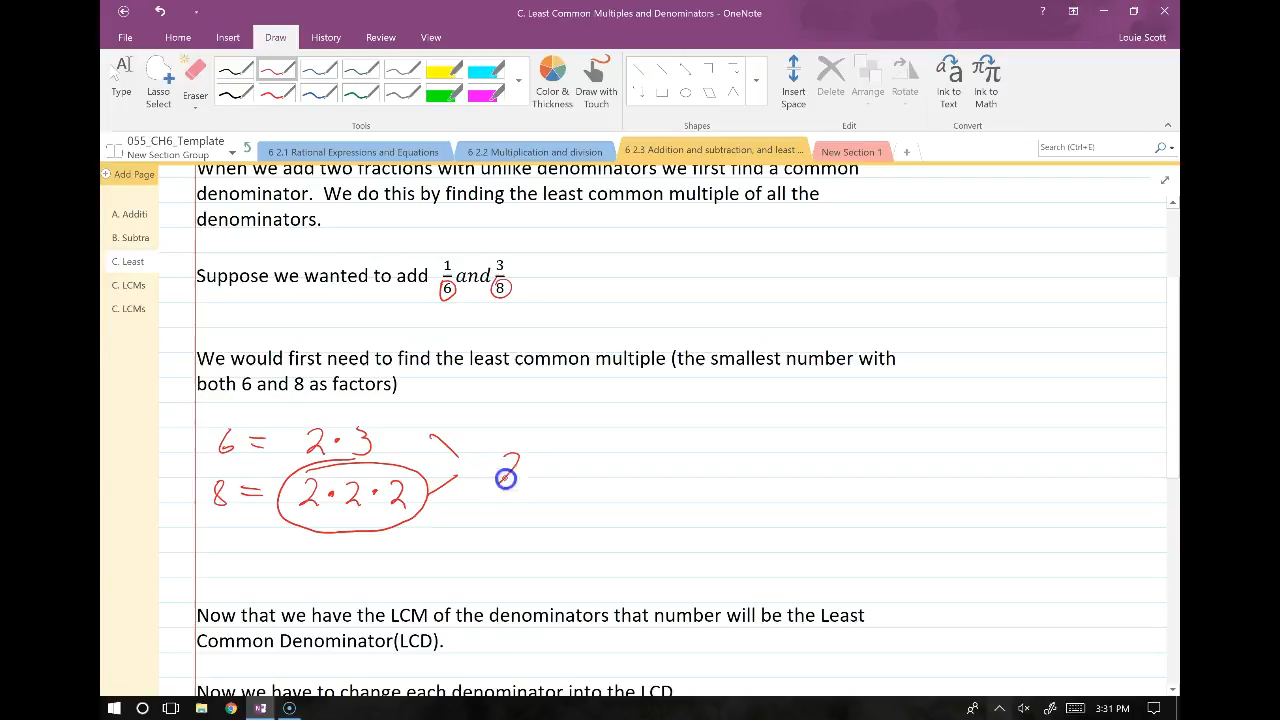 C. Least Common Multiples and Denominators - OneNote
?
File Home Insert Draw History Review View
Louie Scott
Type Lasso Select Eraser Color & Thickness Draw with Touch Insert Space Delete Arrange Rotate Ink to Text Ink to Math
Tools Shapes Edit Convert
055_CH6_Template
New Section Group
6 2.1 Rational Expressions and Equations 6 2.2 Multiplication and division 6 2.3 Addition and subtraction, and least ... New Section 1 + Search (Ctrl+E)
Add Page
A. Additi
B. Subtra
C. Least
C. LCMs
C. LCMs
When we add two fractions with unlike denominators we first find a common
denominator. We do this by finding the least common multiple of all the
denominators.
Suppose we wanted to add 1/6 and 3/8
We would first need to find the least common multiple (the smallest number with
both 6 and 8 as factors)
6 = 2 · 3
8 = 2 · 2 · 2
2
Now that we have the LCM of the denominators that number will be the Least
Common Denominator(LCD).
Now we have to change each denominator into the LCD
3:31 PM